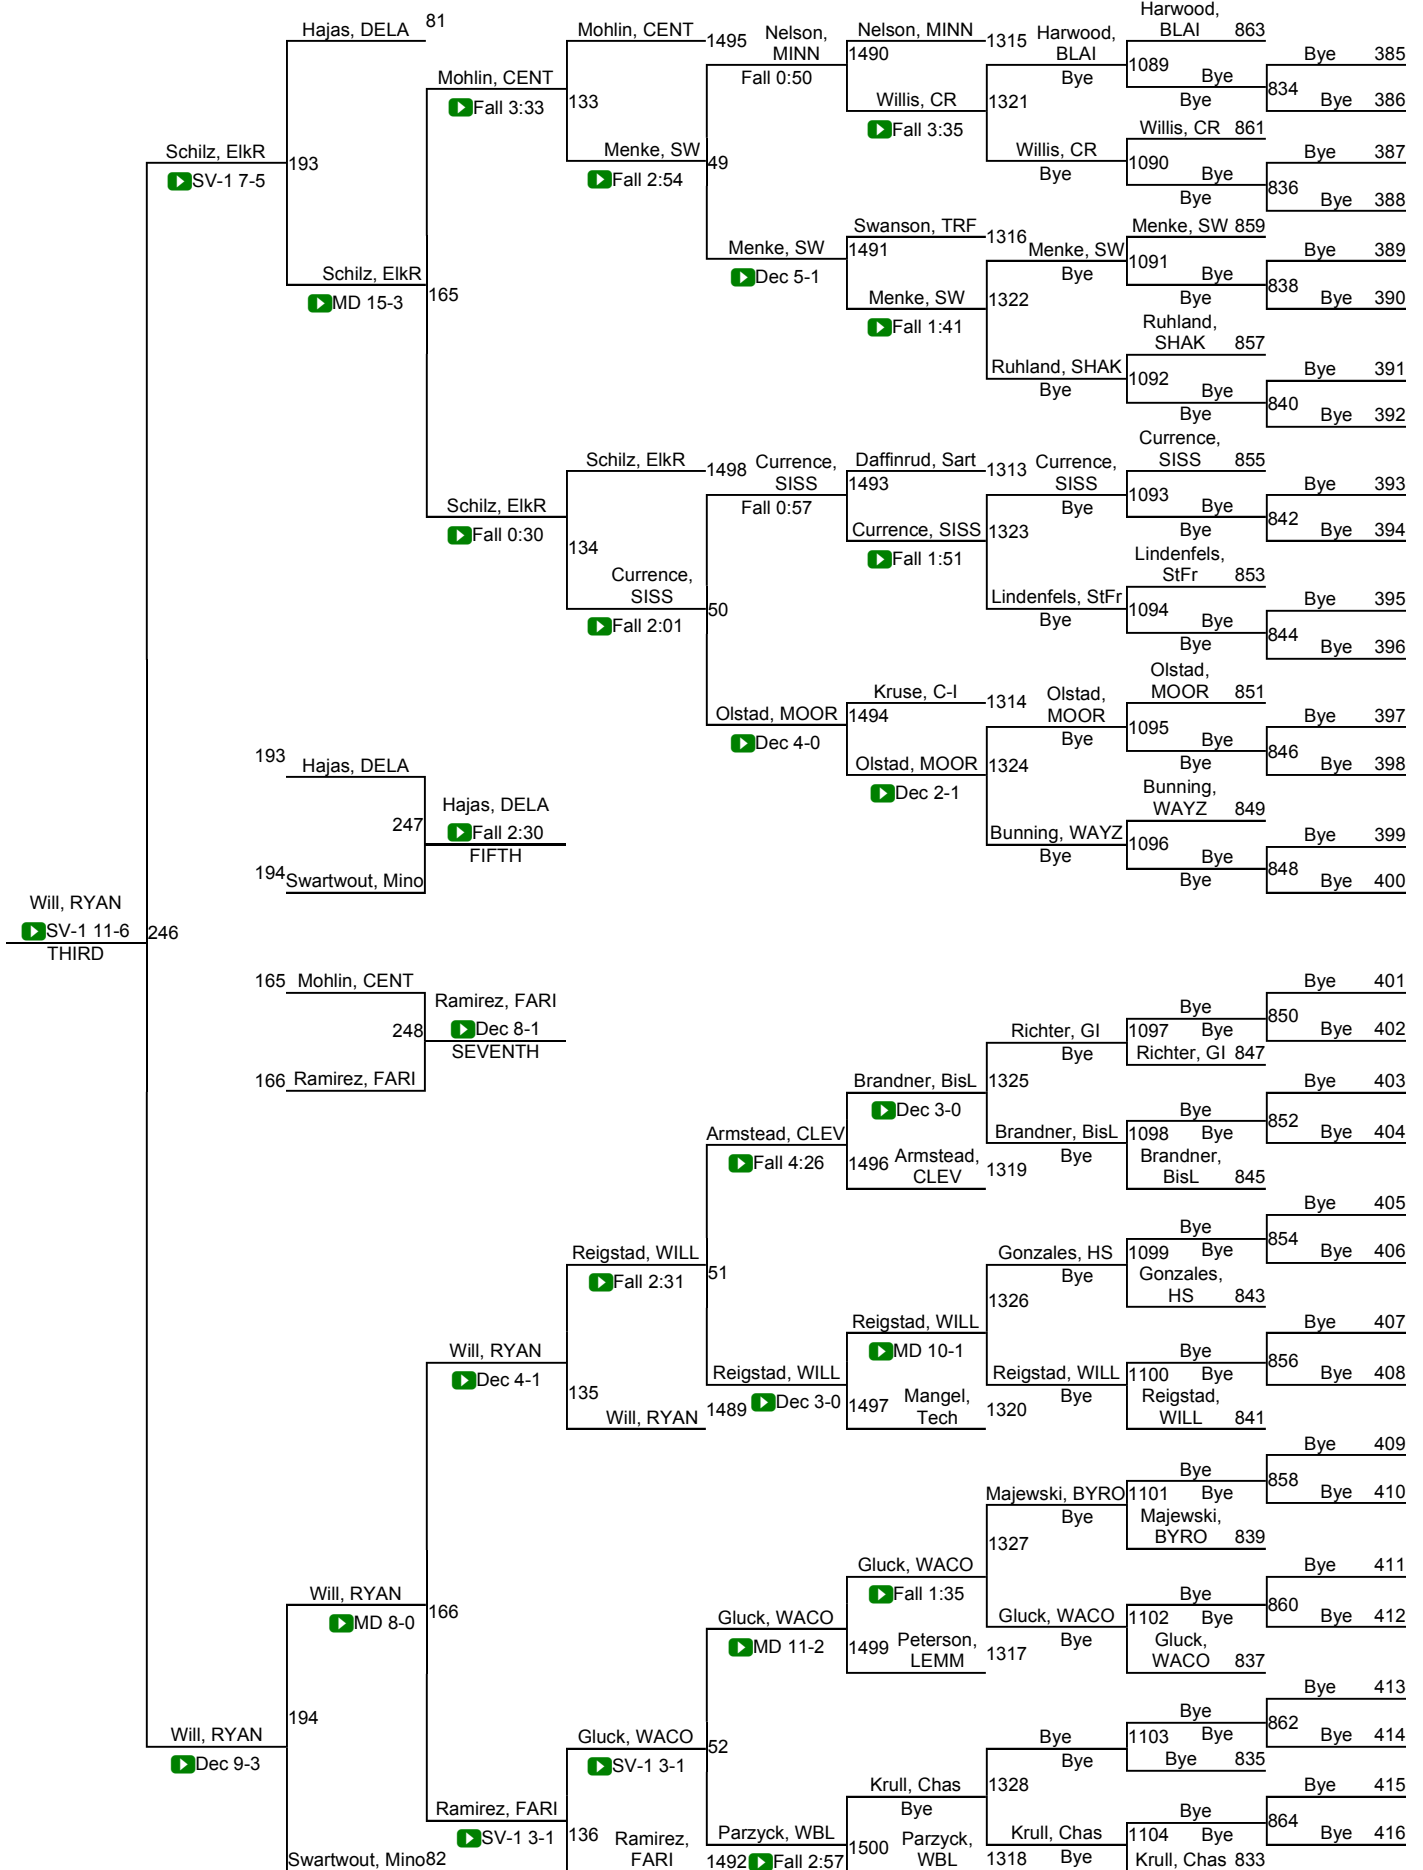 Hajas, DELA 81
Schilz, ElkR
SV-1 7-5
193
Schilz, ElkR
MD 15-3
Mohlin, CENT
Fall 3:33
165
Schilz, ElkR
Fall 0:30
Mohlin, CENT 1495
133
Menke, SW
Fall 2:54
Schilz, ElkR 1498
134
Currence,
SISS
Fall 2:01
Nelson,
MINN
Fall 0:50
49
Menke, SW
Dec 5-1
Currence,
SISS
Fall 0:57
50
Olstad, MOOR
Dec 4-0
Nelson, MINN 1315
1490
Willis, CR
Fall 3:35
Swanson, TRF 1316
1491
Menke, SW
Fall 1:41
Daffinrud, Sart 1313
1493
Currence, SISS
Fall 1:51
Kruse, C-I 1314
1494
Olstad, MOOR
Dec 2-1
Harwood,
BLAI
Bye
1321
Willis, CR
Bye
Menke, SW
Bye
1322
Ruhland, SHAK
Bye
Currence,
SISS
Bye
1323
Lindenfels, StFr
Bye
Olstad,
MOOR
Bye
1324
Bunning, WAYZ
Bye
Harwood,
BLAI 863
1089 Bye
Bye
Willis, CR 861
1090 Bye
Bye
Menke, SW 859
1091 Bye
Bye
Ruhland,
SHAK 857
1092 Bye
Bye
Currence,
SISS 855
1093 Bye
Bye
Lindenfels,
StFr 853
1094 Bye
Bye
Olstad,
MOOR 851
1095 Bye
Bye
Bunning,
WAYZ 849
1096 Bye
Bye
Bye 385
834
Bye 386
Bye 387
836
Bye 388
Bye 389
838
Bye 390
Bye 391
840
Bye 392
Bye 393
842
Bye 394
Bye 395
844
Bye 396
Bye 397
846
Bye 398
Bye 399
848
Bye 400
193 Hajas, DELA
247
194 Swartwout, Mino
Hajas, DELA
Fall 2:30
FIFTH
Will, RYAN
SV-1 11-6
THIRD
246
165 Mohlin, CENT
248
166 Ramirez, FARI
Ramirez, FARI
Dec 8-1
SEVENTH
Will, RYAN
Dec 9-3
Will, RYAN
MD 8-0
194
Swartwout, Mino 82
Will, RYAN
Dec 4-1
166
Ramirez, FARI
SV-1 3-1
Reigstad, WILL
Fall 2:31
135
Will, RYAN 1489
Gluck, WACO
SV-1 3-1
136 Ramirez,
FARI 1492
Armstead, CLEV
Fall 4:26
51
Reigstad, WILL
Dec 3-0
Gluck, WACO
MD 11-2
52
Parzyck, WBL
Fall 2:57
Brandner, BisL
Dec 3-0
1496 Armstead,
CLEV 1319
Reigstad, WILL
MD 10-1
1497 Mangel,
Tech 1320
Gluck, WACO
Fall 1:35
1499 Peterson,
LEMM 1317
Krull, Chas
Bye
1500 Parzyck,
WBL 1318
Richter, GI
Bye
1325
Brandner, BisL
Bye
Gonzales, HS
Bye
1326
Reigstad, WILL
Bye
Majewski, BYRO
Bye
1327
Gluck, WACO
Bye
Bye
Bye
1328
Krull, Chas
Bye
Bye
1097 Bye
Richter, GI 847
Bye
1098 Bye
Brandner,
BisL 845
Bye
1099 Bye
Gonzales,
HS 843
Bye
1100 Bye
Reigstad,
WILL 841
Bye
1101 Bye
Majewski,
BYRO 839
Bye
1102 Bye
Gluck,
WACO 837
Bye
1103 Bye
Bye 835
Bye
1104 Bye
Krull, Chas 833
Bye 401
850
Bye 402
Bye 403
852
Bye 404
Bye 405
854
Bye 406
Bye 407
856
Bye 408
Bye 409
858
Bye 410
Bye 411
860
Bye 412
Bye 413
862
Bye 414
Bye 415
864
Bye 416